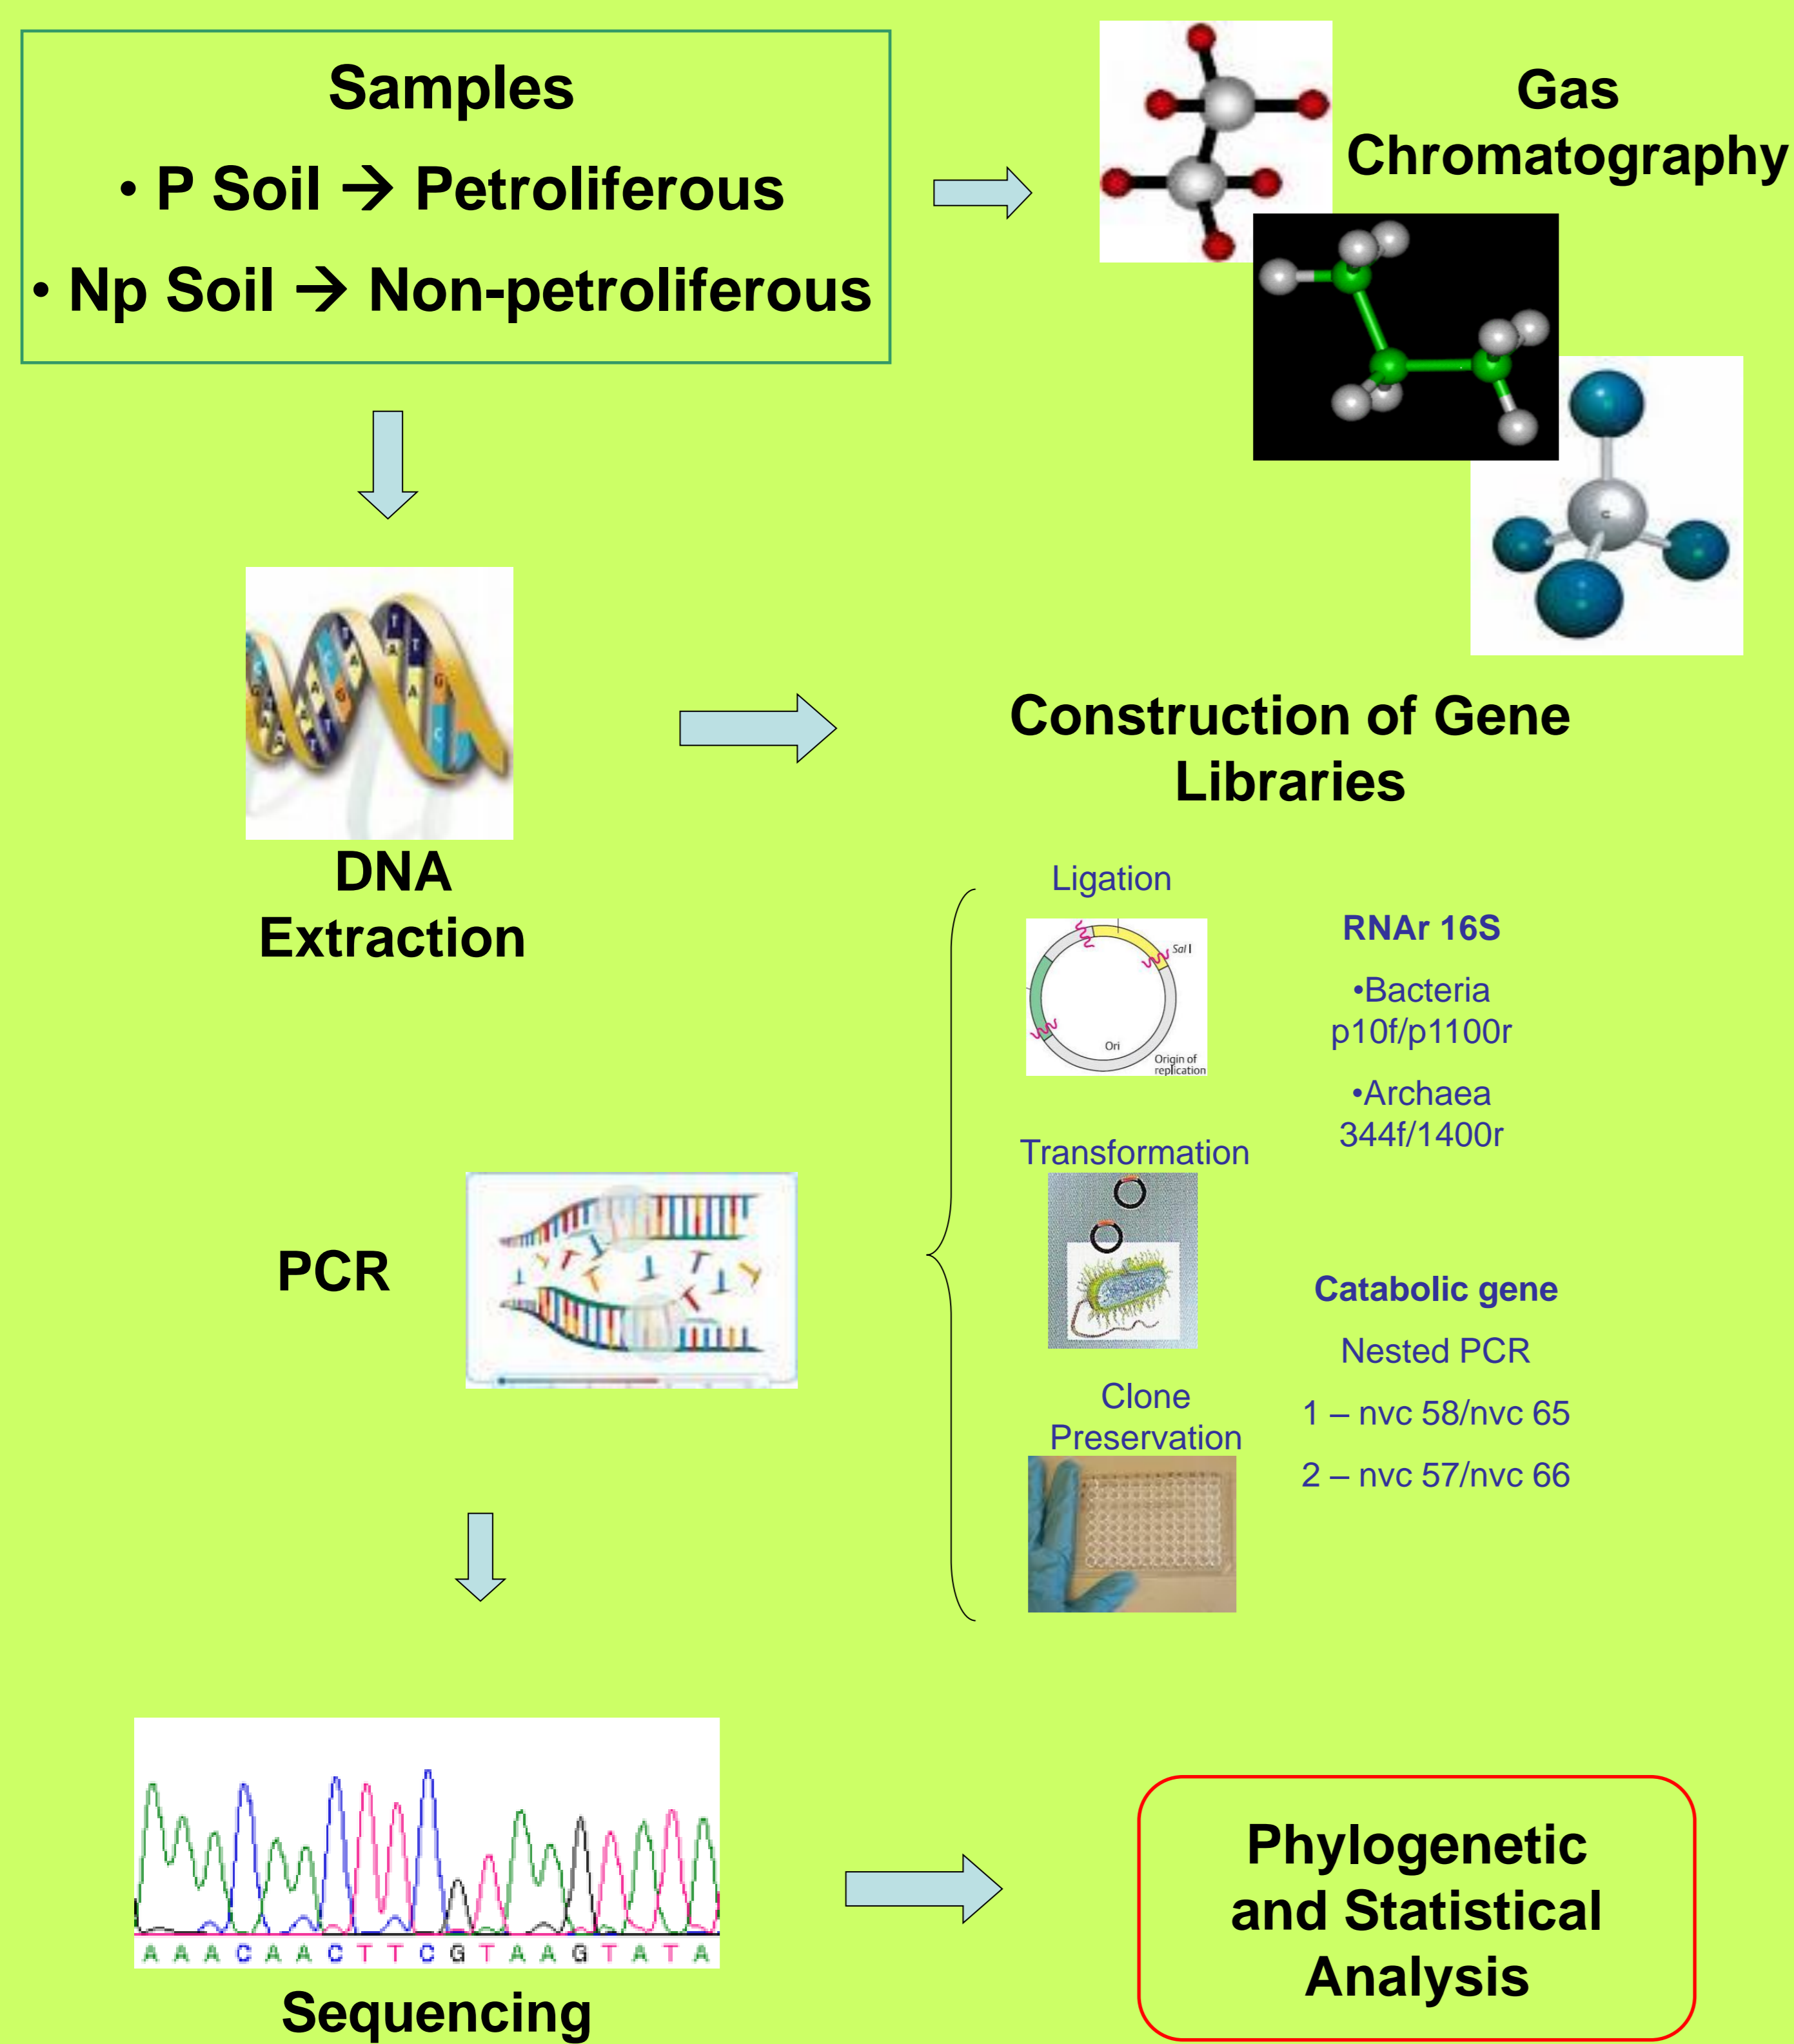 Samples
• P Soil → Petroliferous
• Np Soil → Non-petroliferous
Gas
Chromatography
C
DNA
Extraction
Construction of Gene
Libraries
Ligation
Sal I
Ori
Origin of
replication
RNAr 16S
•Bacteria
p10f/p1100r
•Archaea
344f/1400r
Transformation
PCR
Catabolic gene
Nested PCR
1 – nvc 58/nvc 65
2 – nvc 57/nvc 66
Clone
Preservation
A A A C A A C T T C G T A A G T A T A
Sequencing
Phylogenetic
and Statistical
Analysis